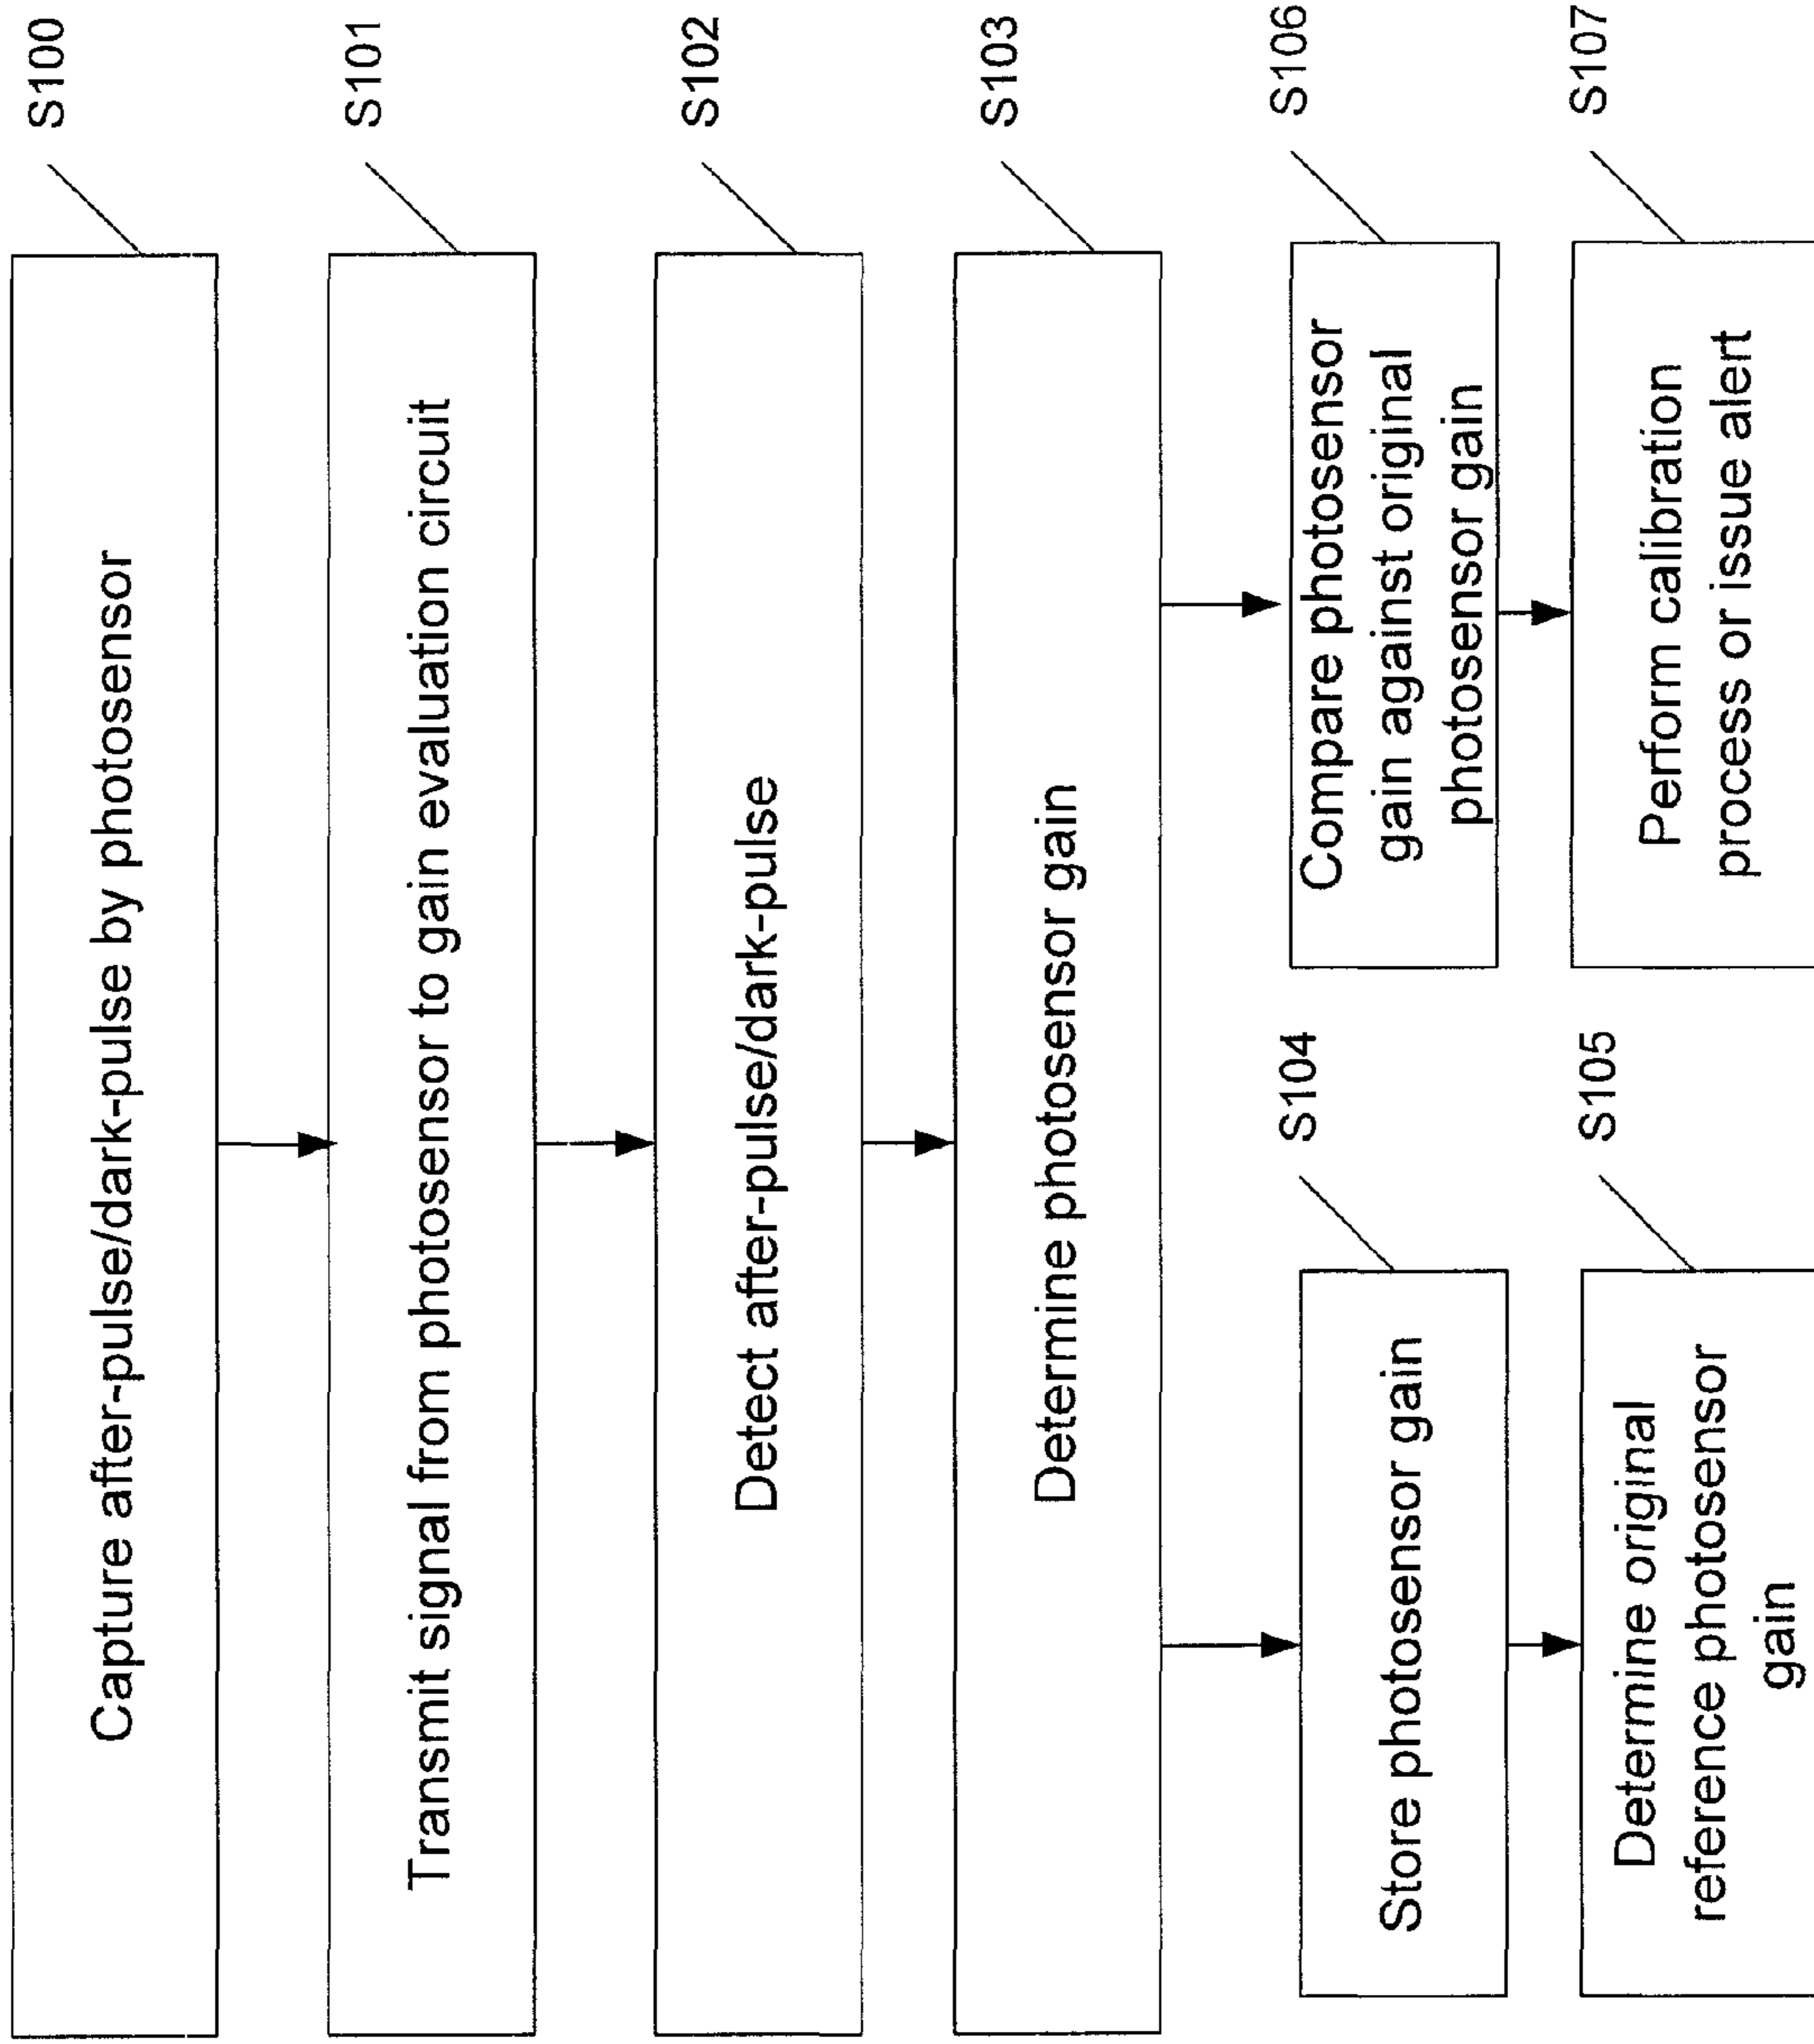 S100
Capture after-pulse/dark-pulse by photosensor
S101
Transmit signal from photosensor to gain evaluation circuit
S102
Detect after-pulse/dark-pulse
S103
Determine photosensor gain
S104
Store photosensor gain
S105
Determine original
reference photosensor
gain
S106
Compare photosensor
gain against original
photosensor gain
S107
Perform calibration
process or issue alert